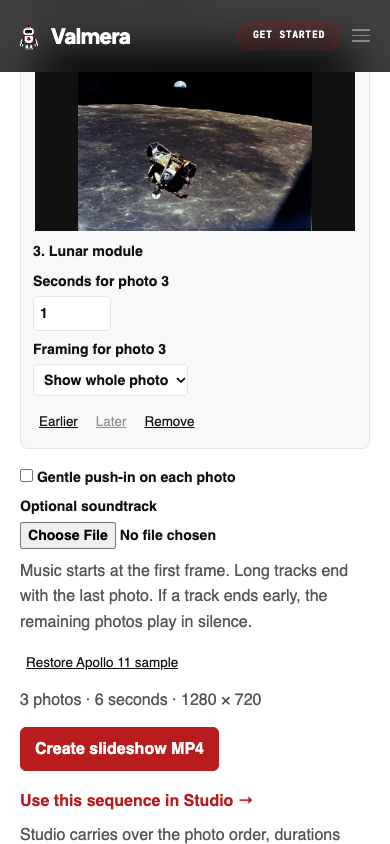 Valmera
GET STARTED
3. Lunar module
Seconds for photo 3
1
Framing for photo 3
Show whole photo
Earlier Later Remove
Gentle push-in on each photo
Optional soundtrack
Choose File No file chosen
Music starts at the first frame. Long tracks end
with the last photo. If a track ends early, the
remaining photos play in silence.
Restore Apollo 11 sample
3 photos · 6 seconds · 1280 × 720
Create slideshow MP4
Use this sequence in Studio →
Studio carries over the photo order, durations